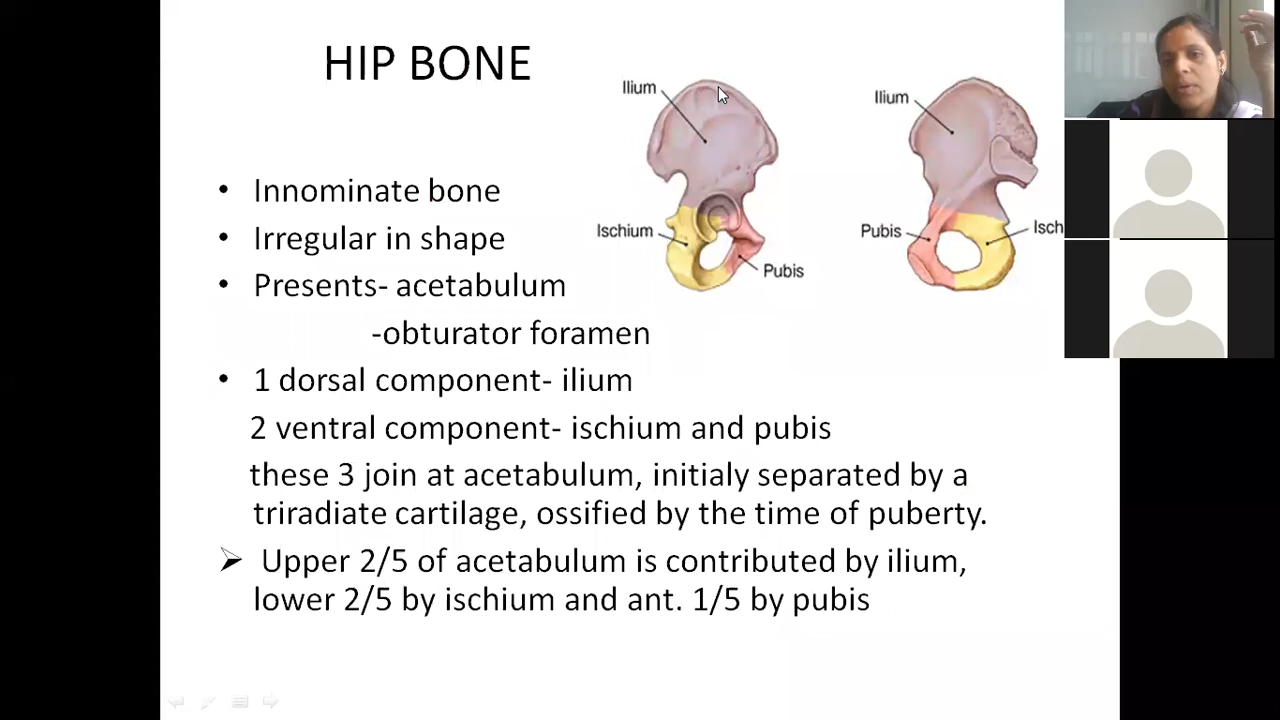 HIP BONE
Ilium
Ilium
• Innominate bone
Ischium
Pubis
Isch
• Irregular in shape
Pubis
• Presents- acetabulum
-obturator foramen
• 1 dorsal component- ilium
2 ventral component- ischium and pubis
these 3 join at acetabulum, initialy separated by a
triradiate cartilage, ossified by the time of puberty.
➢ Upper 2/5 of acetabulum is contributed by ilium,
lower 2/5 by ischium and ant. 1/5 by pubis